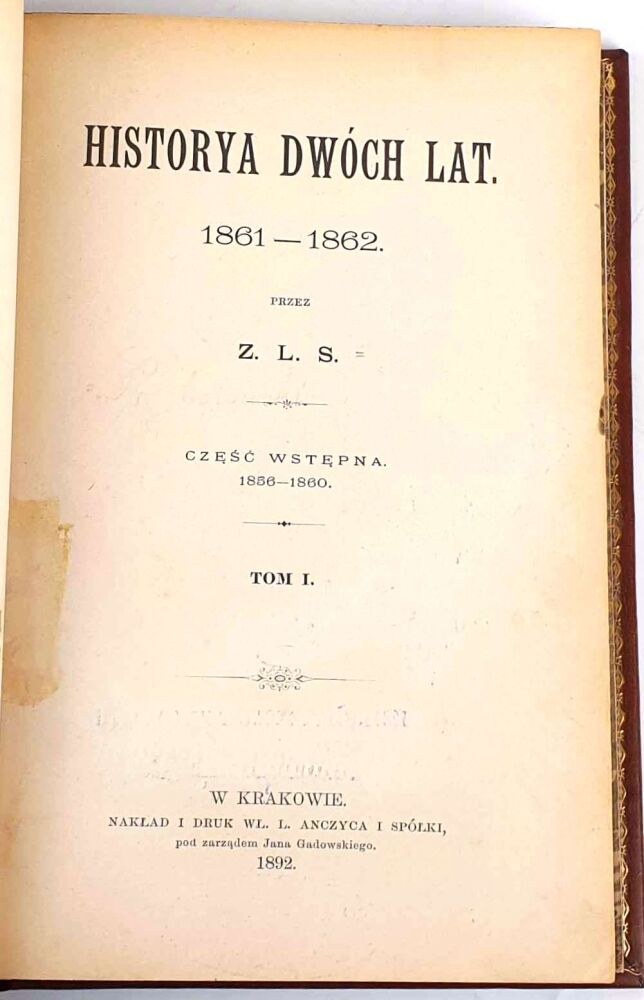 HISTORYA DWÓCH LAT.
1861 — 1862.
PRZEZ
Z. L. S.
CZĘŚĆ WSTĘPNA.
1856—1860.
TOM I.
W KRAKOWIE.
NAKŁAD I DRUK WŁ. L. ANCZYCA I SPÓŁKI,
pod zarządem Jana Gadowskiego.
1892.